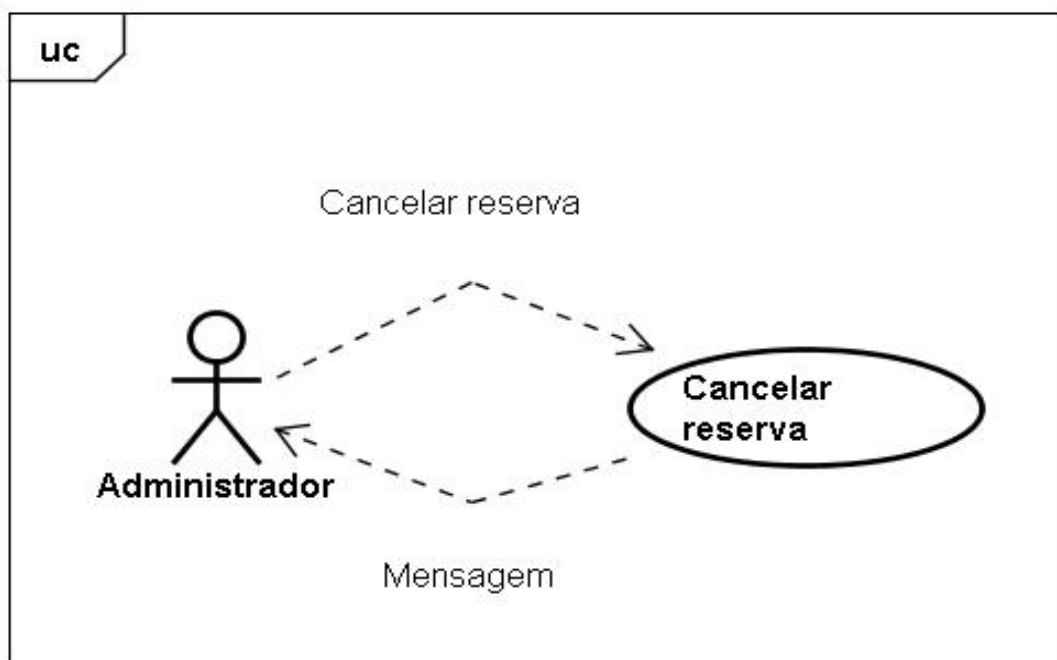 uc
Cancelar reserva
Cancelar
reserva
Administrador
Mensagem